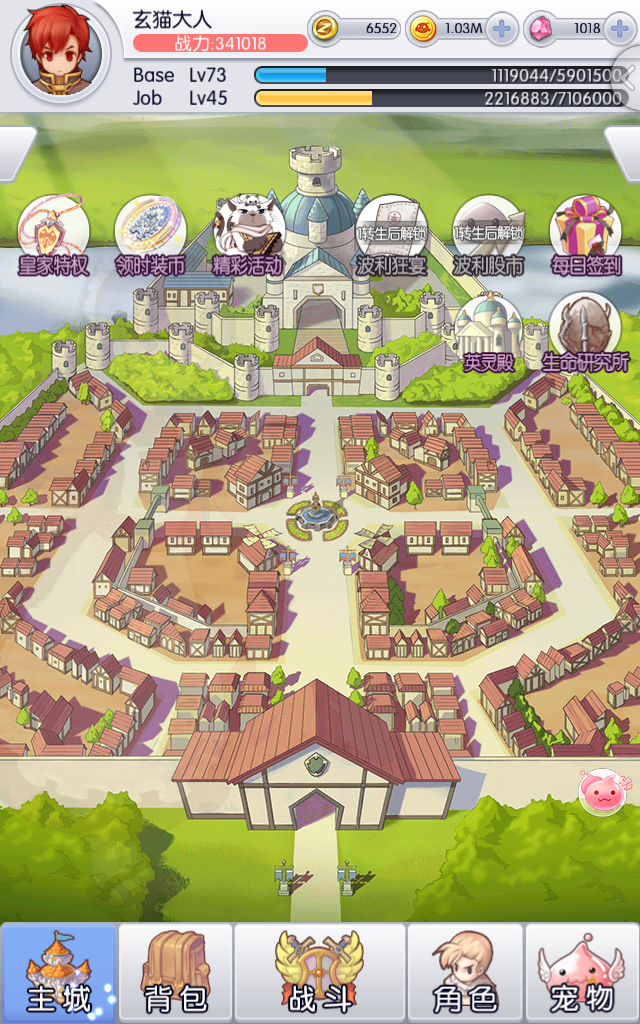 玄猫大人
6552
1.03M
1018
战力:341018
Base Lv73
1119044/5901500
Job Lv45
2216883/7106000
皇家特权
领时装币
精彩活动
1转生后解锁
波利狂宴
1转生后解锁
波利股市
每日签到
英灵殿
生命研究所
主城
背包
战斗
角色
宠物